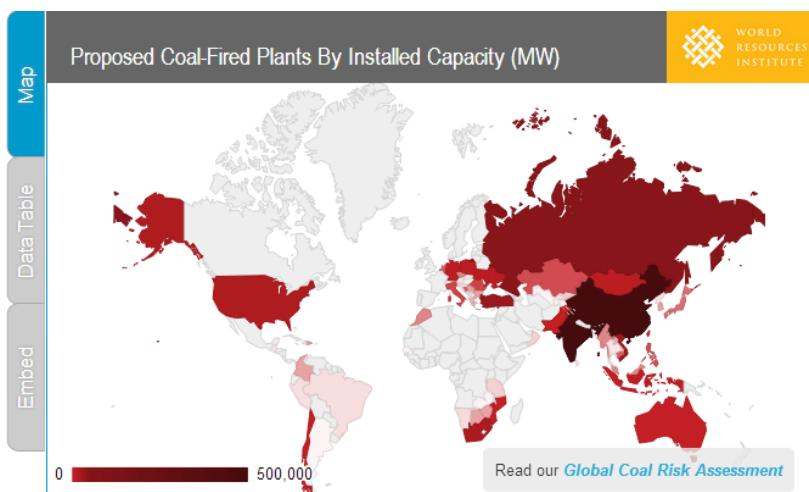 Map
Data Table
Embed
Proposed Coal-Fired Plants By Installed Capacity (MW)
WORLD
RESOURCES
INSTITUTE
0
500,000
Read our Global Coal Risk Assessment